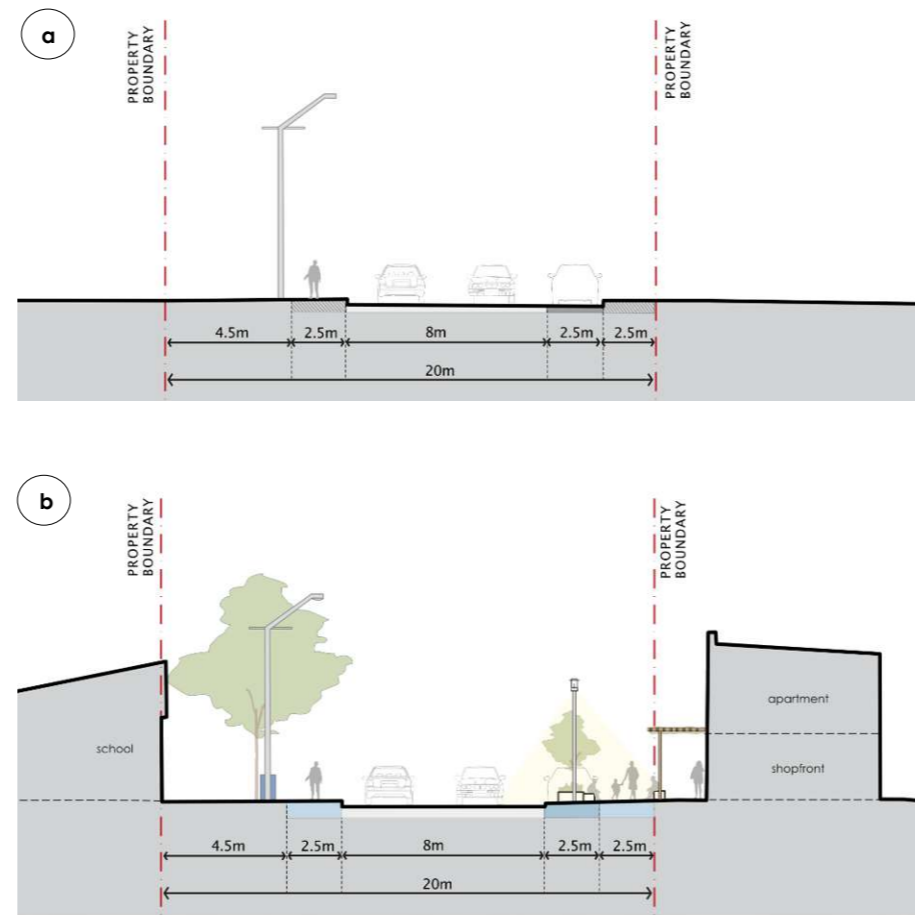 a
PROPERTY
BOUNDARY
PROPERTY
BOUNDARY
4.5m 2.5m 8m 2.5m 2.5m
20m
b
PROPERTY
BOUNDARY
PROPERTY
BOUNDARY
apartment
school
shopfront
4.5m 2.5m 8m 2.5m 2.5m
20m